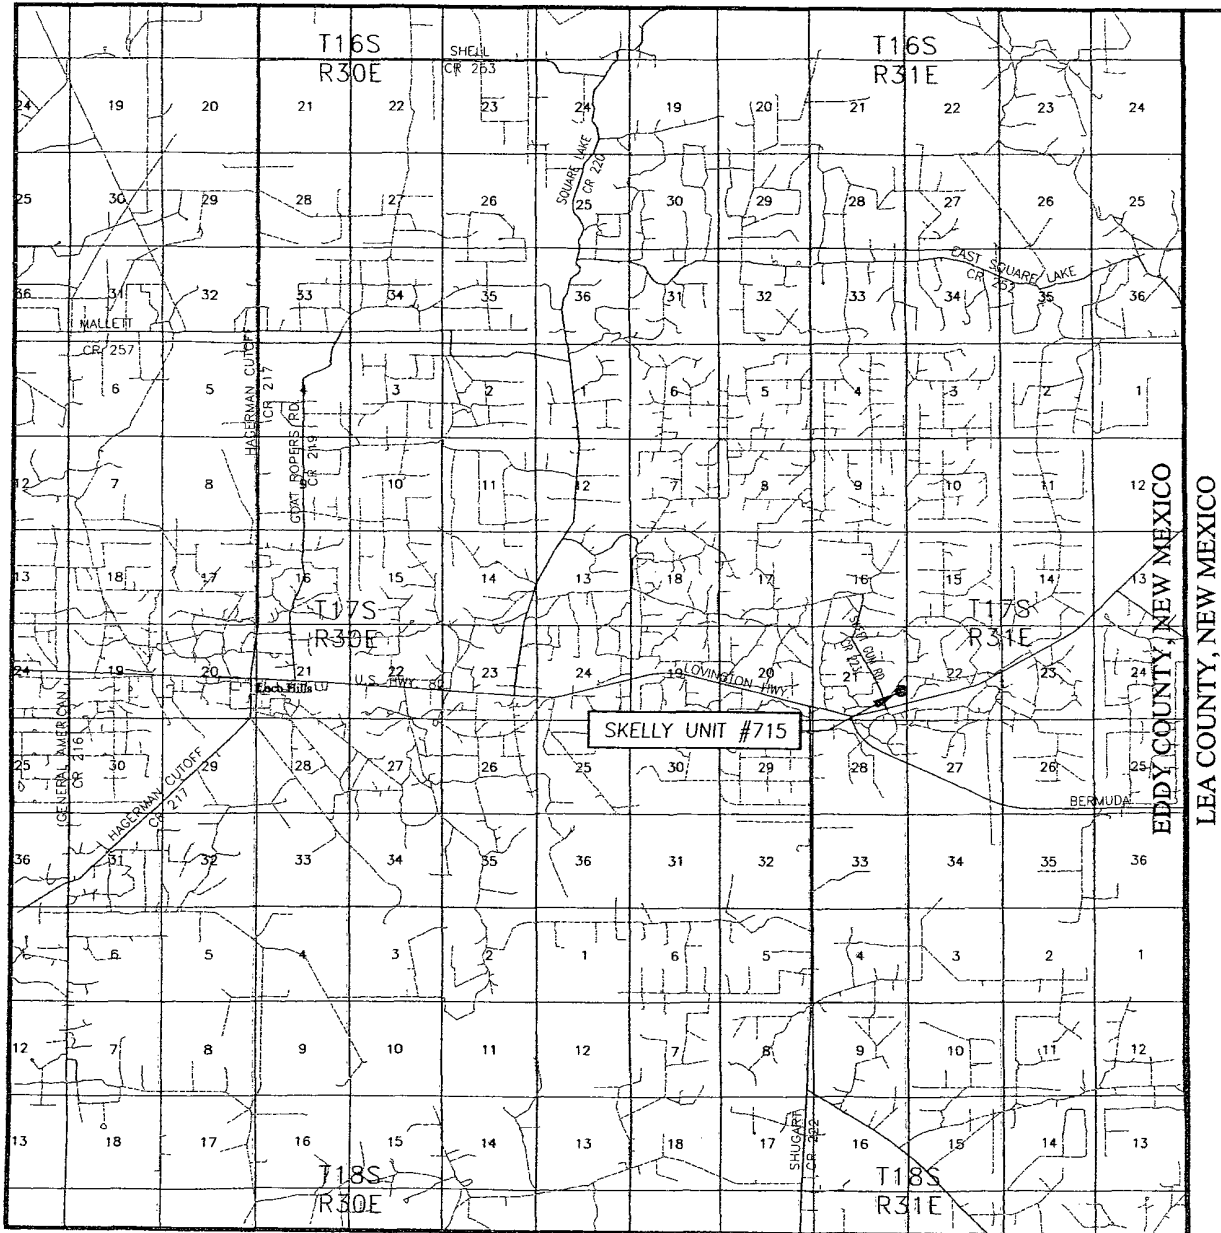 T16S
R30E
SHELL
CR 253
T16S
R31E
24 19 20 21 22 23 24 19 20 21 22 23 24
SQUARE LAKE
CR 220
25 30 29 28 27 26 25 30 29 28 27 26 25
EAST SQUARE LAKE
CR 252
36 31 32 33 34 35 36 31 32 33 34 35 36
MALLETT
CR 257
HAGERMAN CUTOFF
CR 217
6 5 4 3 2 1 6 5 4 3 2 1
GOAT ROPERS RD
CR 219
12 7 8 9 10 11 12 7 8 9 10 11 12
13 18 17 16 15 14 13 18 17 16 15 14 13
T17S
R30E
T17S
R31E
24 19 20 21 22 23 24 19 20 21 22 23 24
Loco Hills
U.S. HWY. 82
LOVINGTON HWY
CR 221
SKELLY UNIT #715
GENERAL AMERICAN
CR 216
25 30 29 28 27 26 25 30 29 28 27 26 25
HAGERMAN CUTOFF
CR 217
BERMUDA
36 31 32 33 34 35 36 31 32 33 34 35 36
6 5 4 3 2 1 6 5 4 3 2 1
12 7 8 9 10 11 12 7 8 9 10 11 12
13 18 17 16 15 14 13 18 17 16 15 14 13
SHUGART
CR 222
T18S
R30E
T18S
R31E
EDDY COUNTY, NEW MEXICO
LEA COUNTY, NEW MEXICO